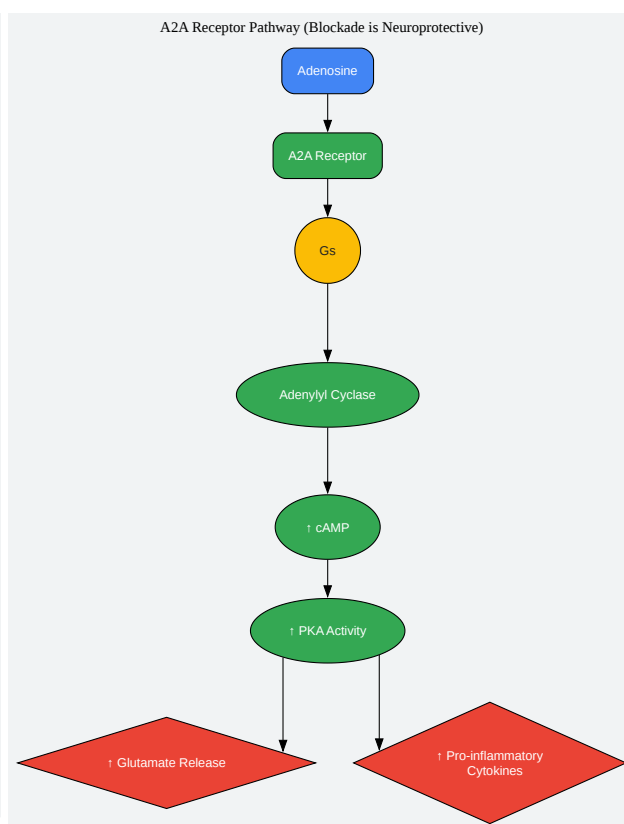 A2A Receptor Pathway (Blockade is Neuroprotective)
Adenosine
A2A Receptor
Gs
Adenylyl Cyclase
↑ cAMP
↑ PKA Activity
↑ Glutamate Release
↑ Pro-inflammatory
Cytokines